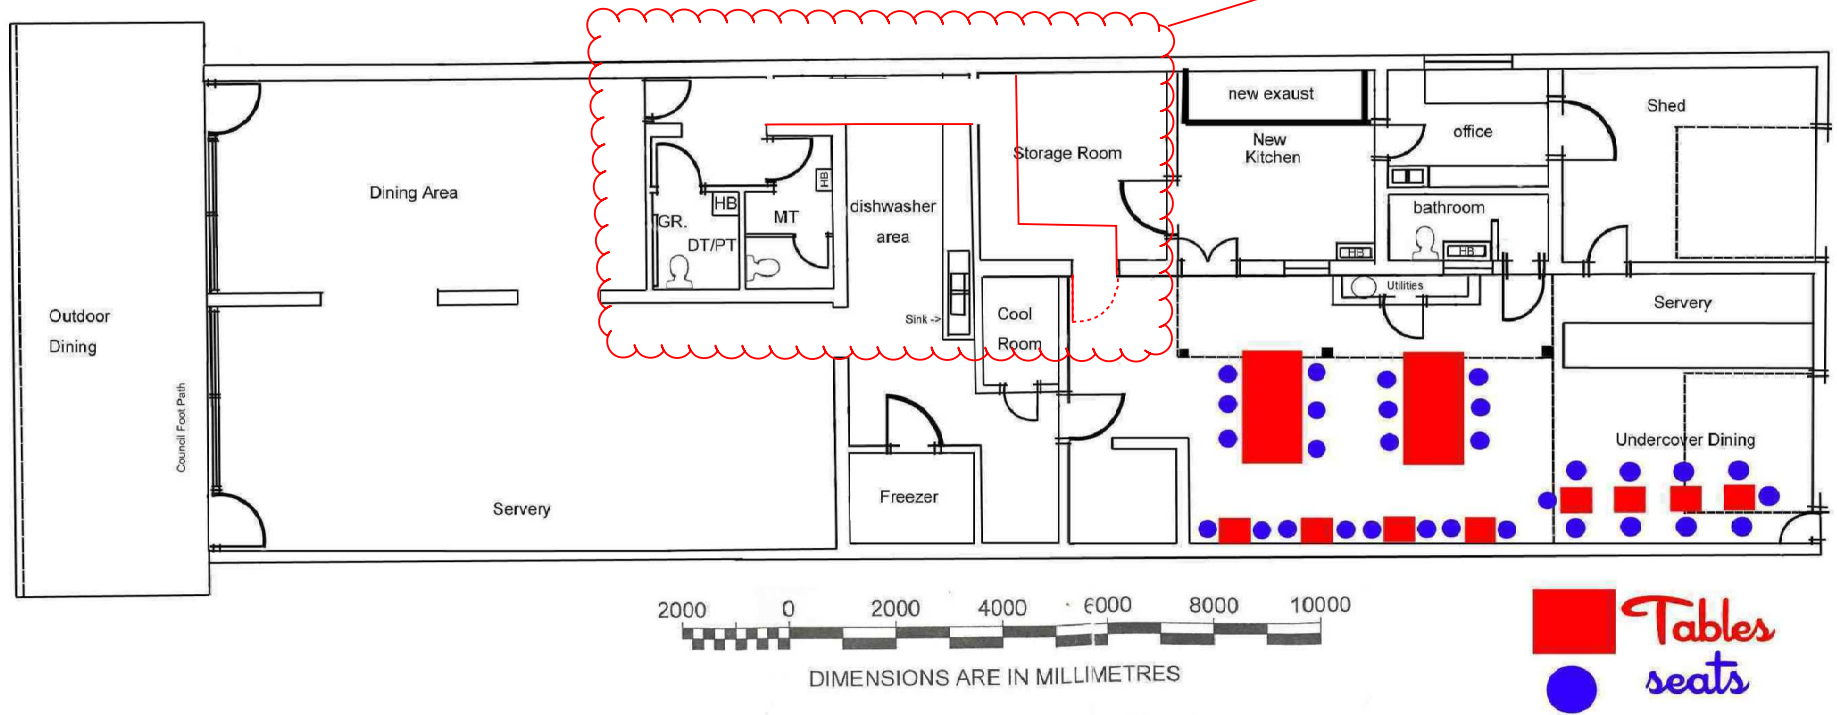 new exaust
New
Kitchen
office
Shed
Storage Room
Dining Area
dishwasher
area
HB
HB
GR.
DT/PT
MT
bathroom
HB
HB
Utilities
Servery
Outdoor
Dining
Sink ->
Cool
Room
Council Foot Path
Undercover Dining
Freezer
Servery
2000 0 2000 4000 6000 8000 10000
DIMENSIONS ARE IN MILLIMETRES
Tables
seats